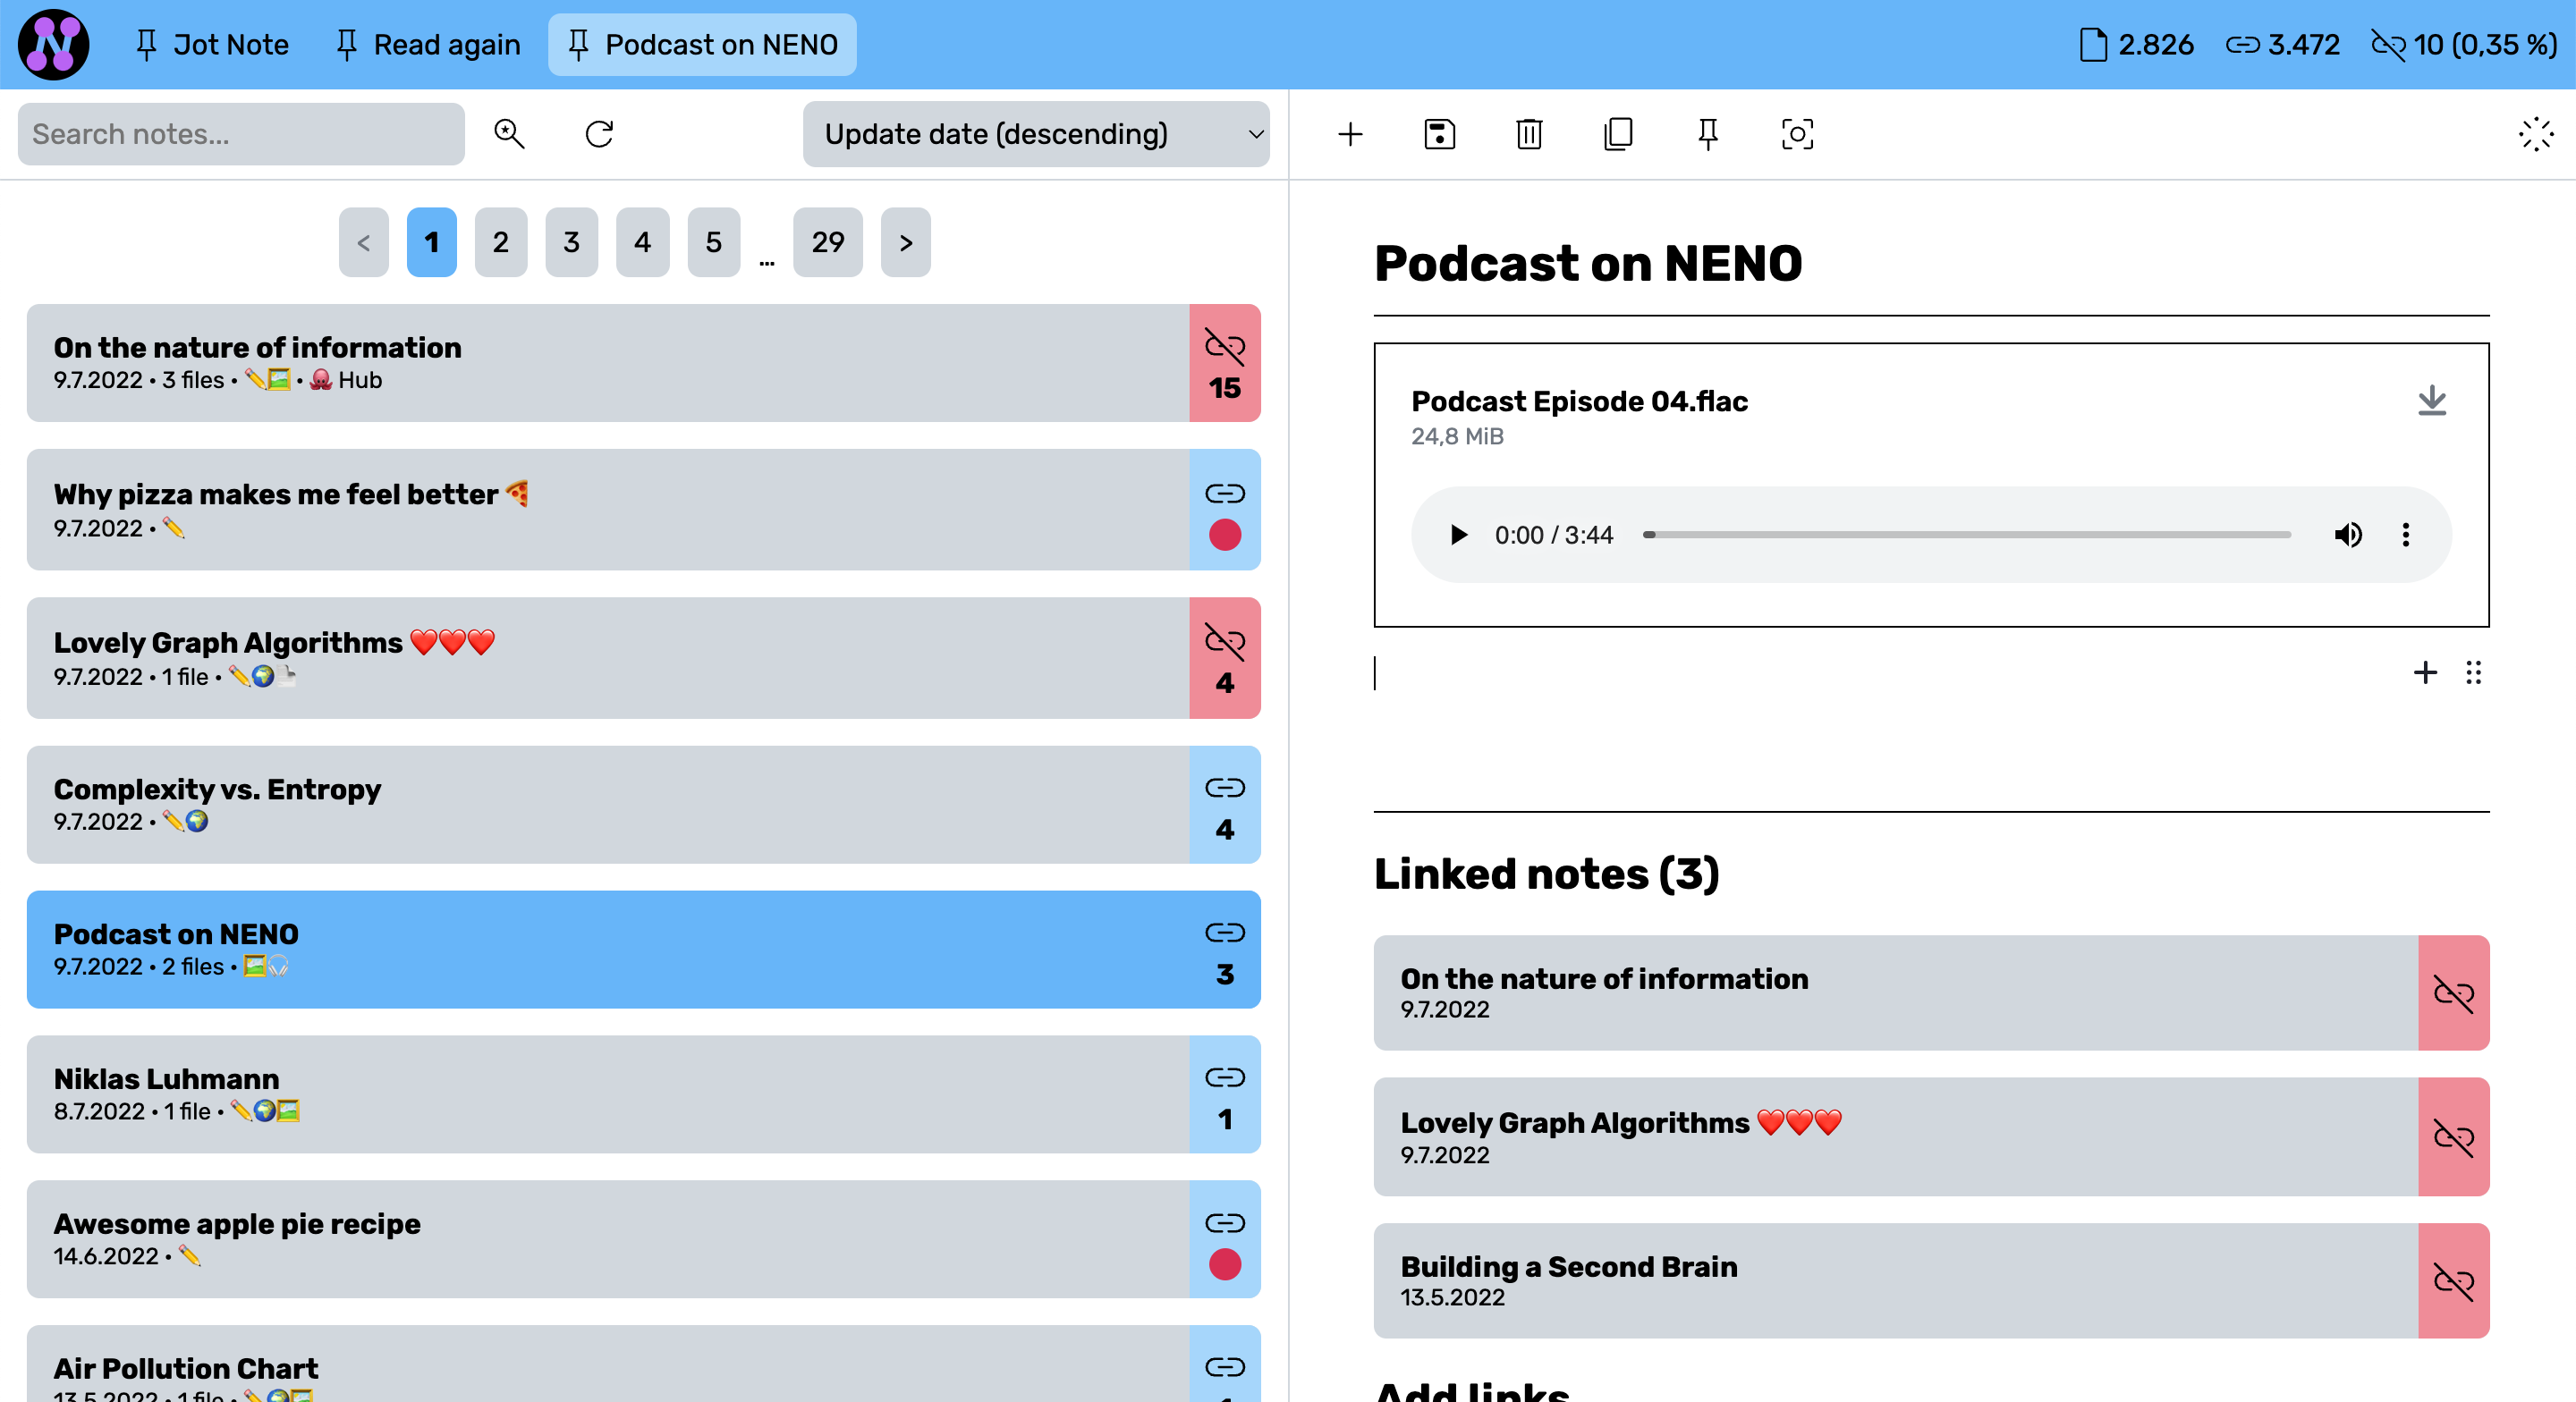 Jot Note
Read again
Podcast on NENO
2.826
3.472
10 (0,35 %)
Search notes...
Update date (descending)
<
1
2
3
4
5
...
29
>
On the nature of information
9.7.2022 • 3 files • ✏️🖼️ • 🐙 Hub
15
Why pizza makes me feel better 🍕
9.7.2022 • ✏️
Lovely Graph Algorithms ❤️❤️❤️
9.7.2022 • 1 file • ✏️🌍
4
Complexity vs. Entropy
9.7.2022 • ✏️🌍
4
Podcast on NENO
9.7.2022 • 2 files • 🖼️🎧
3
Niklas Luhmann
8.7.2022 • 1 file • ✏️🌍🖼️
1
Awesome apple pie recipe
14.6.2022 • ✏️
Air Pollution Chart
13.5.2022 • 1 file • ✏️🌍🖼️
Podcast on NENO
Podcast Episode 04.flac
24,8 MiB
0:00 / 3:44
Linked notes (3)
On the nature of information
9.7.2022
Lovely Graph Algorithms ❤️❤️❤️
9.7.2022
Building a Second Brain
13.5.2022
Add links